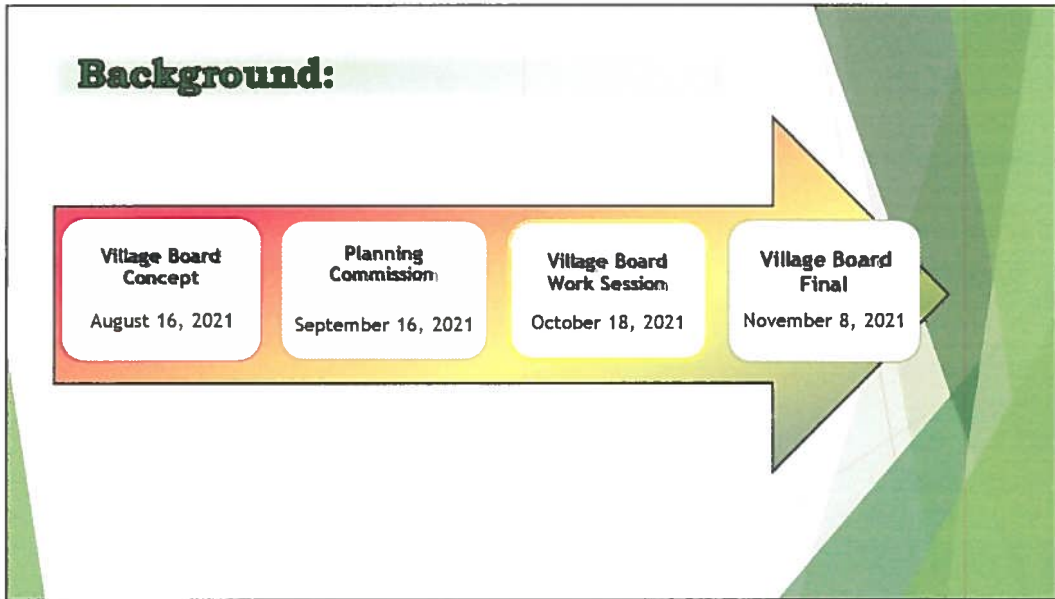 Background:
Village Board
Concept
August 16, 2021
Planning
Commission
September 16, 2021
Village Board
Work Session
October 18, 2021
Village Board
Final
November 8, 2021